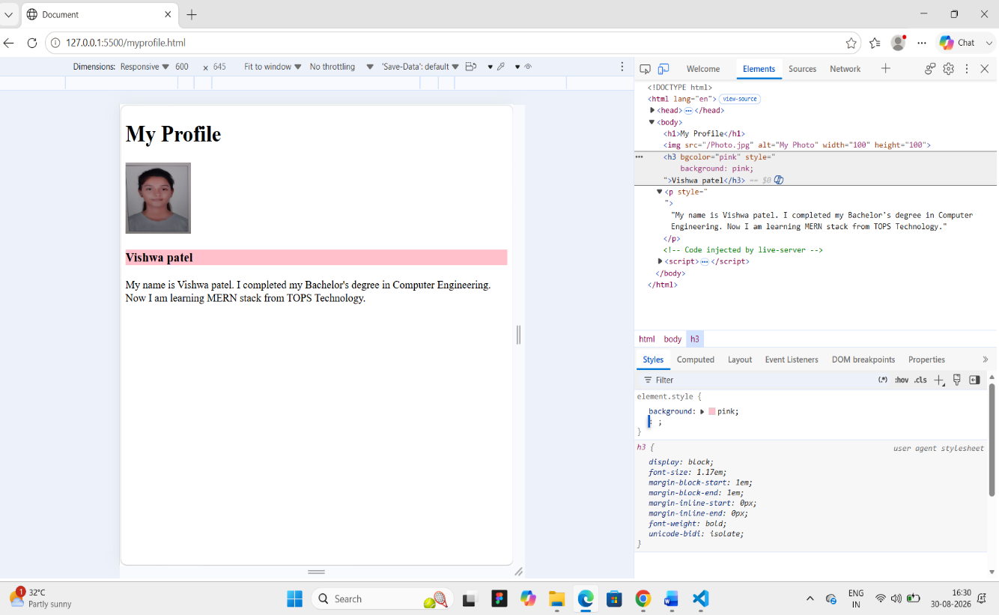 Document
127.0.0.1:5500/myprofile.html
Chat
Dimensions: Responsive 600 x 645 Fit to window No throttling 'Save-Data': default
Welcome Elements Sources Network
My Profile
Vishwa patel
My name is Vishwa patel. I completed my Bachelor's degree in Computer Engineering.
Now I am learning MERN stack from TOPS Technology.
<!DOCTYPE html>
<html lang="en"> view-source
<head> ••• </head>
<body>
<h1>My Profile</h1>
<img src="/Photo.jpg" alt="My Photo" width="100" height="100">
••• <h3 bgcolor="pink" style="
background: pink;
">Vishwa patel</h3> == $0
<p style="
">
"My name is Vishwa patel. I completed my Bachelor's degree in Computer
Engineering. Now I am learning MERN stack from TOPS Technology."
</p>
<!-- Code injected by live-server -->
<script> ••• </script>
</body>
</html>
html body h3
Styles Computed Layout Event Listeners DOM breakpoints Properties
Filter (.*) :hov .cls
element.style {
background: pink;
: ;
}
h3 { user agent stylesheet
display: block;
font-size: 1.17em;
margin-block-start: 1em;
margin-block-end: 1em;
margin-inline-start: 0px;
margin-inline-end: 0px;
font-weight: bold;
unicode-bidi: isolate;
}
1
32°C
Partly sunny
Search
ENG
IN
16:30
30-08-2026